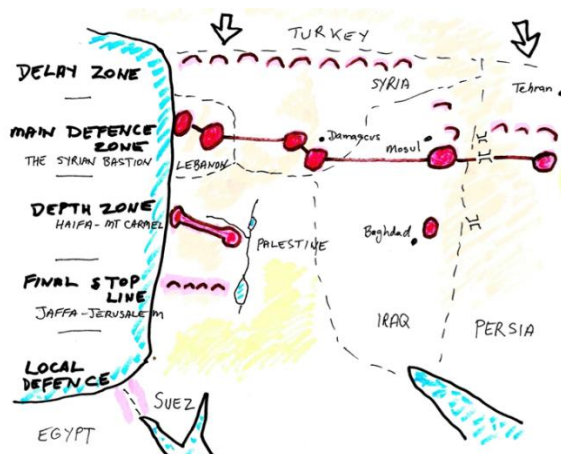 TURKEY
DELAY ZONE
SYRIA
Tehran
MAIN DEFENCE
ZONE
THE SYRIAN BASTION
LEBANON
Damascus
Mosul
DEPTH ZONE
HAIFA - MT CARMEL
PALESTINE
Baghdad
FINAL STOP
LINE
JAFFA - JERUSALEM
IRAQ
PERSIA
LOCAL
DEFENCE
SUEZ
EGYPT